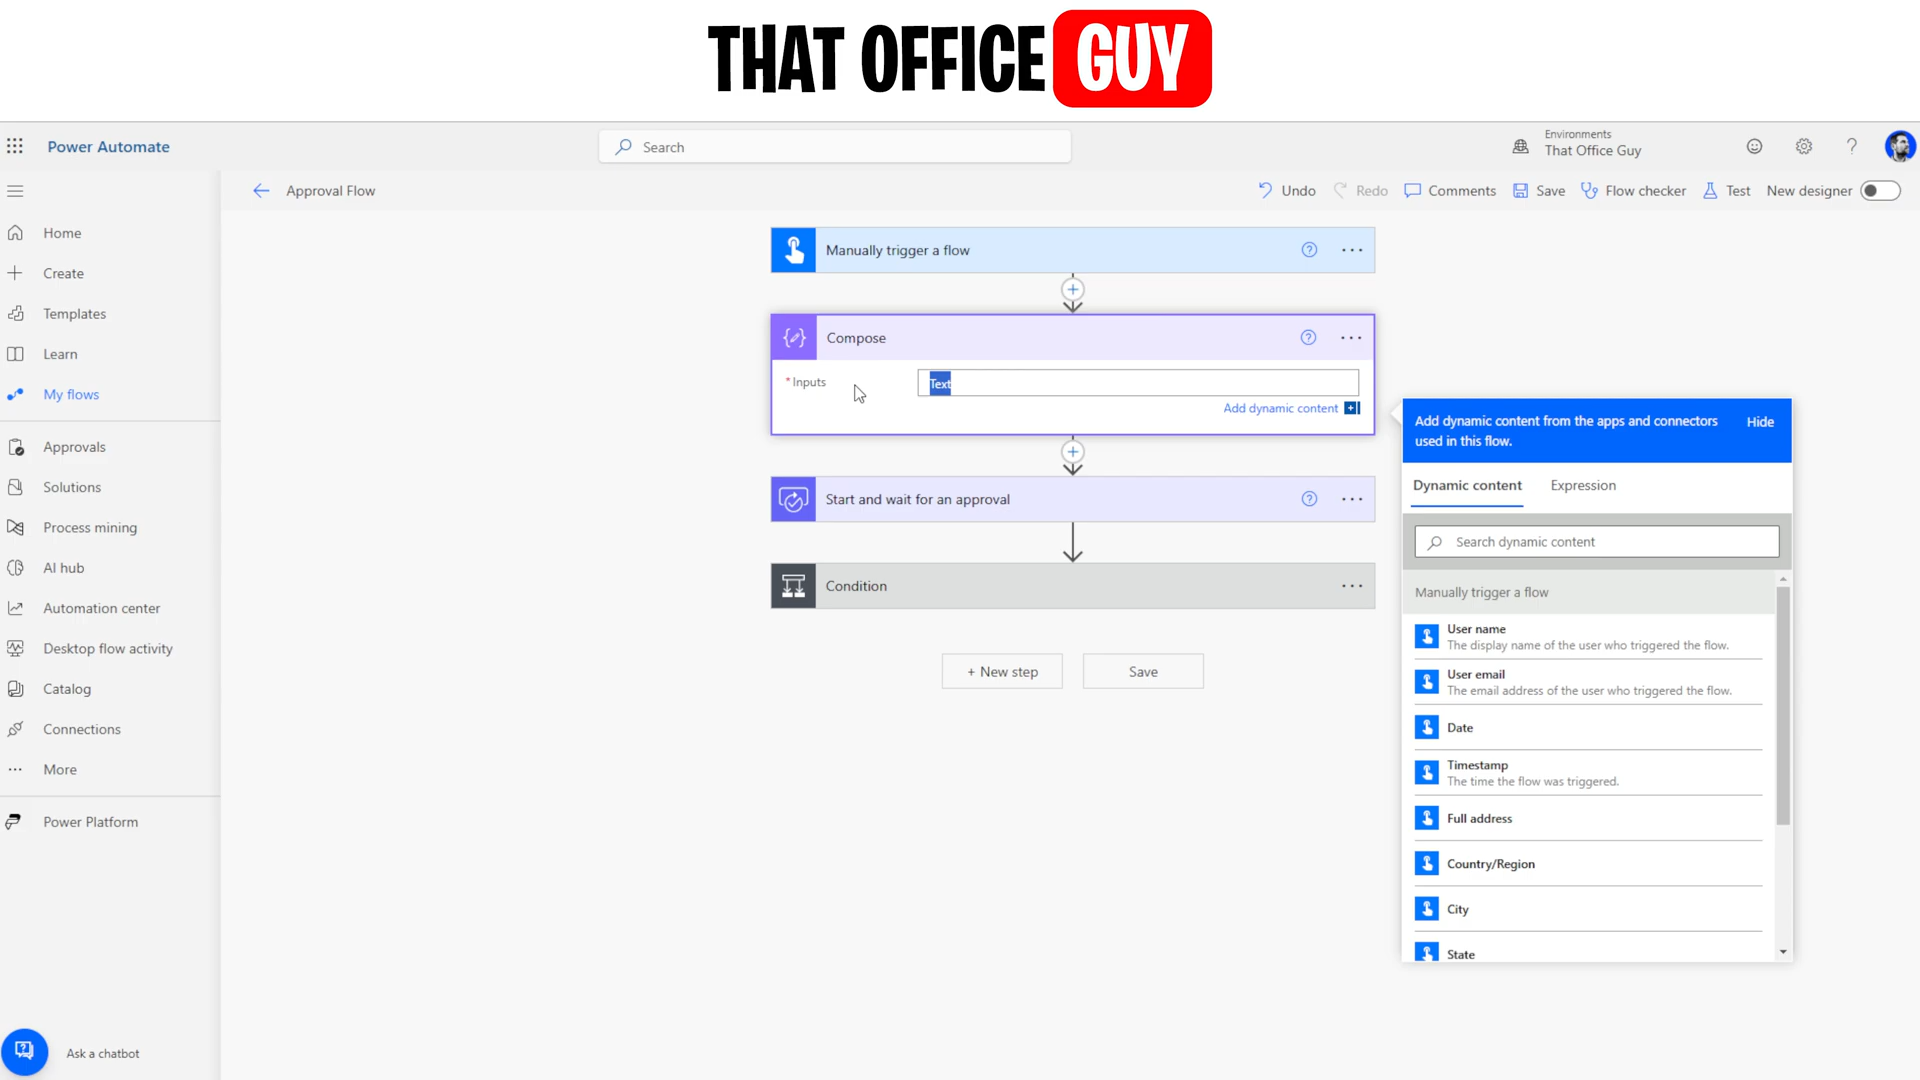 THAT OFFICE GUY
Power Automate
Search
Environments
That Office Guy
Approval Flow
Undo
Redo
Comments
Save
Flow checker
Test
New designer
Home
Create
Templates
Learn
My flows
Approvals
Solutions
Process mining
AI hub
Automation center
Desktop flow activity
Catalog
Connections
More
Power Platform
Ask a chatbot
Manually trigger a flow
Compose
* Inputs
Text
Add dynamic content
Start and wait for an approval
Condition
+ New step
Save
Add dynamic content from the apps and connectors
used in this flow.
Hide
Dynamic content
Expression
Search dynamic content
Manually trigger a flow
User name
The display name of the user who triggered the flow.
User email
The email address of the user who triggered the flow.
Date
Timestamp
The time the flow was triggered.
Full address
Country/Region
City
State